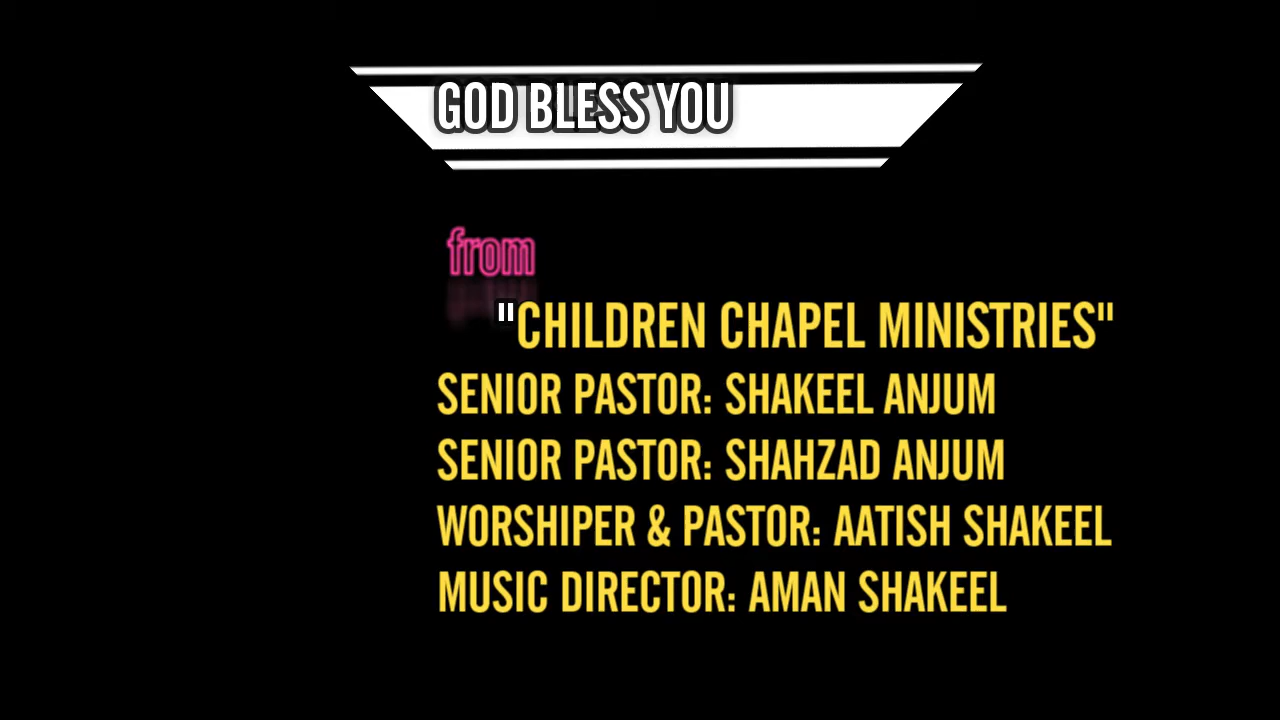 GOD BLESS YOU
from
"CHILDREN CHAPEL MINISTRIES"
SENIOR PASTOR: SHAKEEL ANJUM
SENIOR PASTOR: SHAHZAD ANJUM
WORSHIPER & PASTOR: AATISH SHAKEEL
MUSIC DIRECTOR: AMAN SHAKEEL